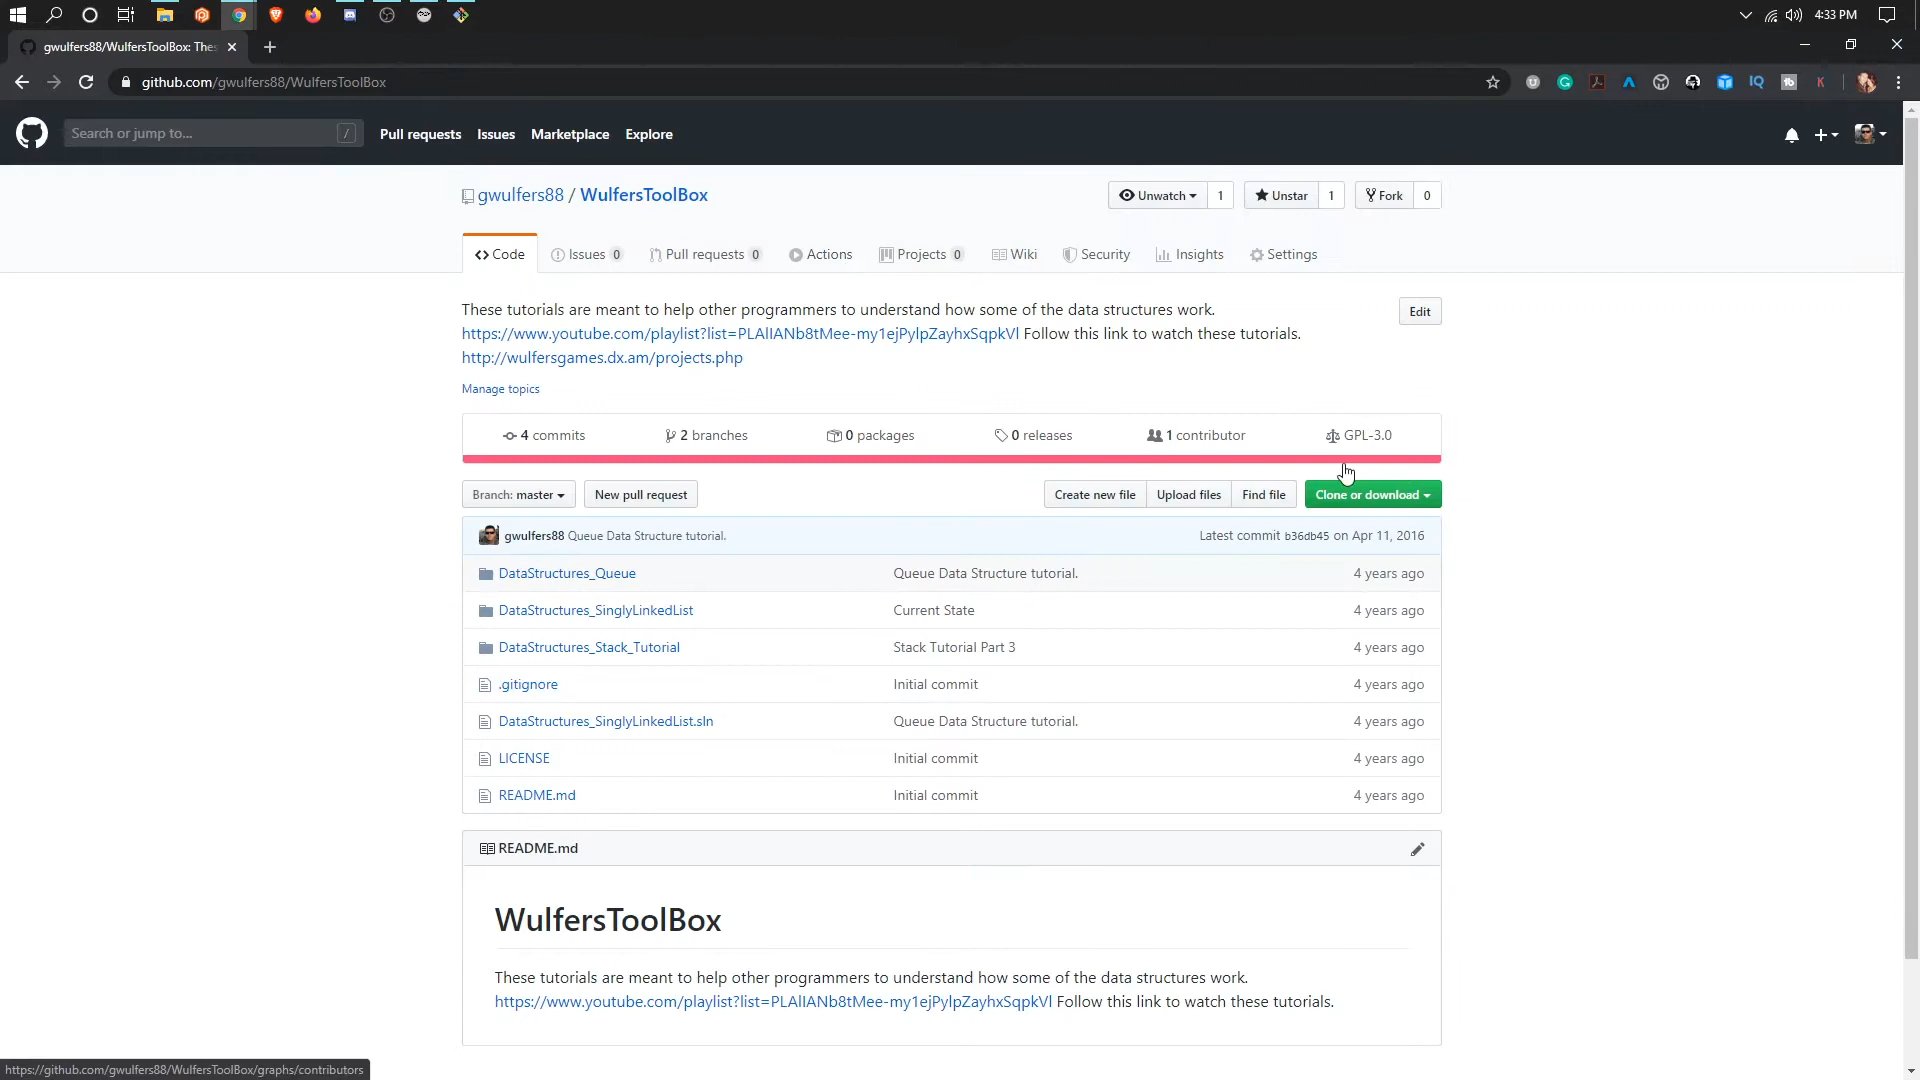 4:33 PM
gwulfers88/WulfersToolBox: Thes
github.com/gwulfers88/WulfersToolBox
IQ
Search or jump to...
/
Pull requests
Issues
Marketplace
Explore
gwulfers88 / WulfersToolBox
Unwatch 1
Unstar 1
Fork 0
Code
Issues 0
Pull requests 0
Actions
Projects 0
Wiki
Security
Insights
Settings
These tutorials are meant to help other programmers to understand how some of the data structures work.
https://www.youtube.com/playlist?list=PLAlIANb8tMee-my1ejPylpZayhxSqpkVl Follow this link to watch these tutorials.
http://wulfersgames.dx.am/projects.php
Edit
Manage topics
4 commits
2 branches
0 packages
0 releases
1 contributor
GPL-3.0
Branch: master
New pull request
Create new file
Upload files
Find file
Clone or download
gwulfers88 Queue Data Structure tutorial.
Latest commit b36db45 on Apr 11, 2016
DataStructures_Queue
Queue Data Structure tutorial.
4 years ago
DataStructures_SinglyLinkedList
Current State
4 years ago
DataStructures_Stack_Tutorial
Stack Tutorial Part 3
4 years ago
.gitignore
Initial commit
4 years ago
DataStructures_SinglyLinkedList.sln
Queue Data Structure tutorial.
4 years ago
LICENSE
Initial commit
4 years ago
README.md
Initial commit
4 years ago
README.md
WulfersToolBox
These tutorials are meant to help other programmers to understand how some of the data structures work.
https://www.youtube.com/playlist?list=PLAlIANb8tMee-my1ejPylpZayhxSqpkVl Follow this link to watch these tutorials.
https://github.com/gwulfers88/WulfersToolBox/graphs/contributors